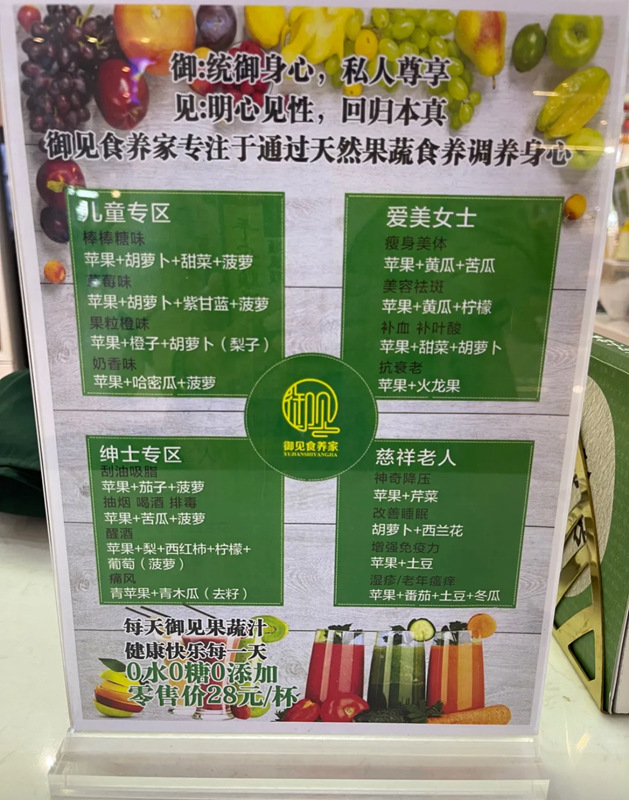 御:统御身心，私人尊享
见:明心见性，回归本真
御见食养家专注于通过天然果蔬食养调养身心
儿童专区
棒棒糖味
苹果+胡萝卜+甜菜+菠萝
莓味
苹果+胡萝卜+紫甘蓝+菠萝
果粒橙味
苹果+橙子+胡萝卜（梨子）
奶香味
苹果+哈密瓜+菠萝
爱美女士
瘦身美体
苹果+黄瓜+苦瓜
美容祛斑
苹果+黄瓜+柠檬
补血 补叶酸
苹果+甜菜+胡萝卜
抗衰老
苹果+火龙果
御见
御见食养家
YUJIANSHIYANGJIA
绅士专区
刮油吸脂
苹果+茄子+菠萝
抽烟 喝酒 排毒
苹果+苦瓜+菠萝
醒酒
苹果+梨+西红柿+柠檬+
葡萄（菠萝）
痛风
青苹果+青木瓜（去籽）
慈祥老人
神奇降压
苹果+芹菜
改善睡眠
胡萝卜+西兰花
增强免疫力
苹果+土豆
湿疹/老年瘙痒
苹果+番茄+土豆+冬瓜
每天御见果蔬汁
健康快乐每一天
0水0糖0添加
零售价28元/杯